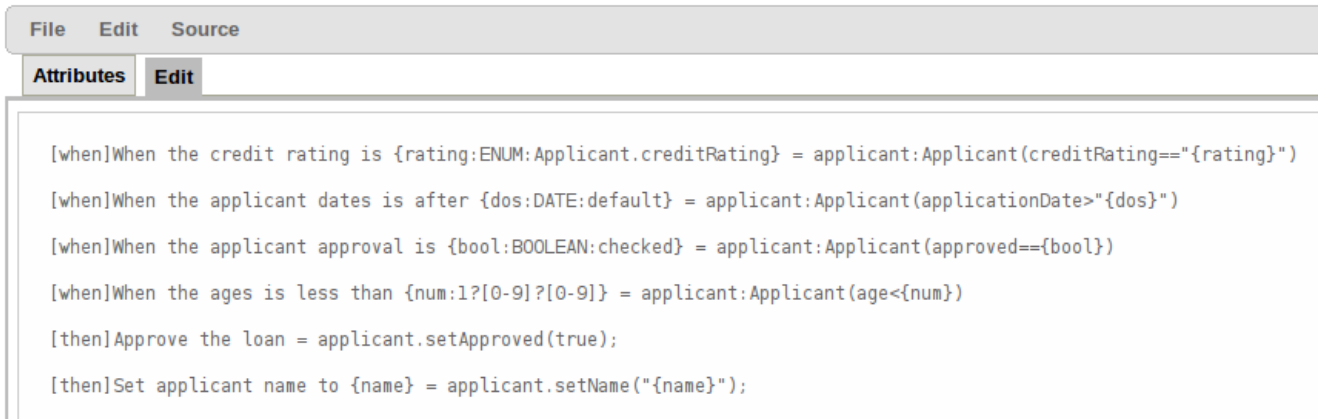 File Edit Source
Attributes Edit
[when]When the credit rating is {rating:ENUM:Applicant.creditRating} = applicant:Applicant(creditRating=="{rating}")
[when]When the applicant dates is after {dos:DATE:default} = applicant:Applicant(applicationDate>"{dos}")
[when]When the applicant approval is {bool:BOOLEAN:checked} = applicant:Applicant(approved=={bool})
[when]When the ages is less than {num:1?[0-9]?[0-9]} = applicant:Applicant(age<{num})
[then]Approve the loan = applicant.setApproved(true);
[then]Set applicant name to {name} = applicant.setName("{name}");